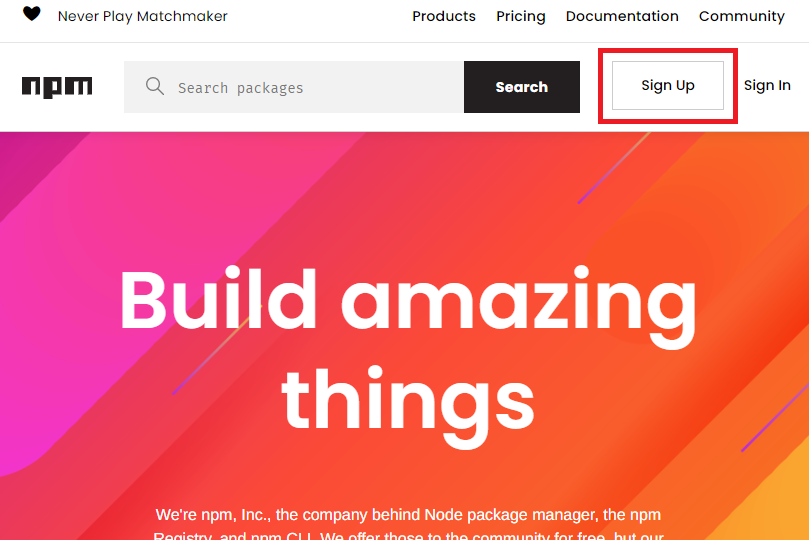 Never Play Matchmaker
Products Pricing Documentation Community
npm
Search packages
Search
Sign Up
Sign In
Build amazing
things
We're npm, Inc., the company behind Node package manager, the npm
Registry, and npm CLI. We offer those to the community for free, but our